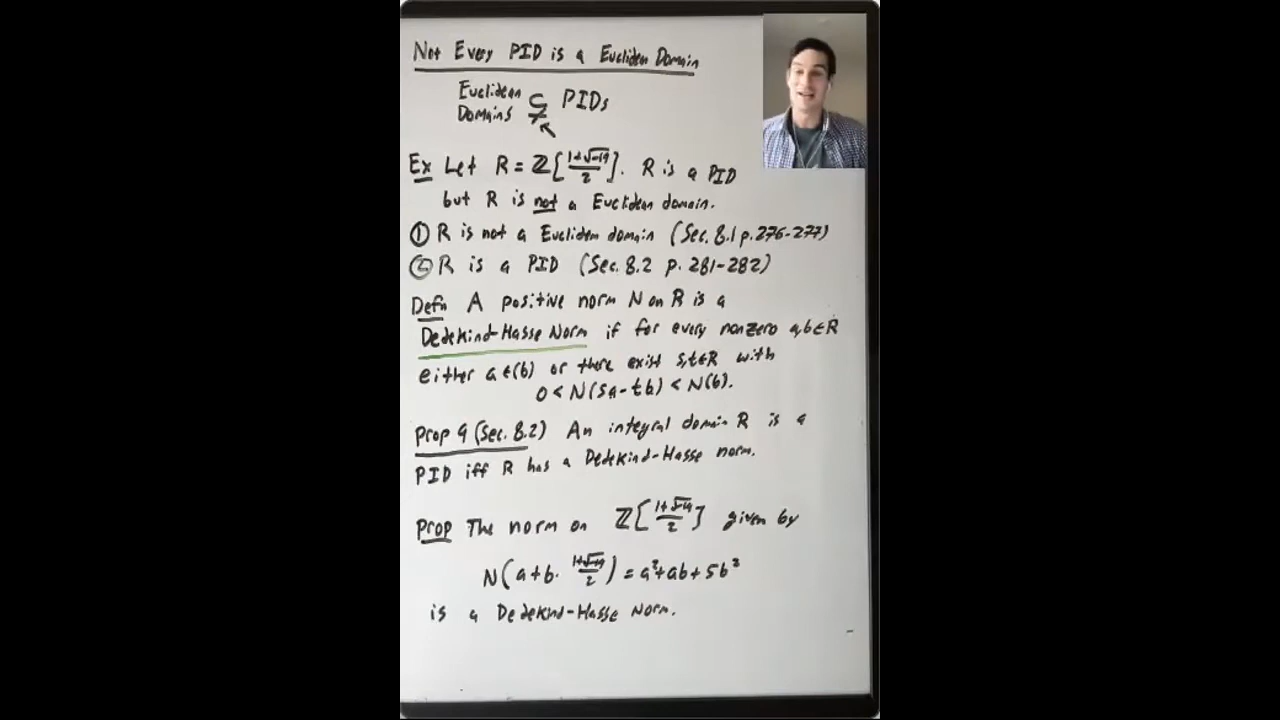 Not Every PID is a Euclidean Domain
Euclidean Domains ⊊ PIDs
Ex Let R = ℤ[(1+√-19)/2]. R is a PID
but R is not a Euclidean domain.
① R is not a Euclidean domain (Sec. 8.1 p.276-277)
② R is a PID (Sec. 8.2 p. 281-282)
Defn A positive norm N on R is a
Dedekind-Hasse Norm if for every nonzero a,b∈R
either a∈(b) or there exist s,t∈R with
0 < N(sa-tb) < N(b).
Prop 9 (Sec. 8.2) An integral domain R is a
PID iff R has a Dedekind-Hasse norm.
Prop The norm on ℤ[(1+√-19)/2] given by
N(a+b·(1+√-19)/2) = a²+ab+5b²
is a Dedekind-Hasse Norm.